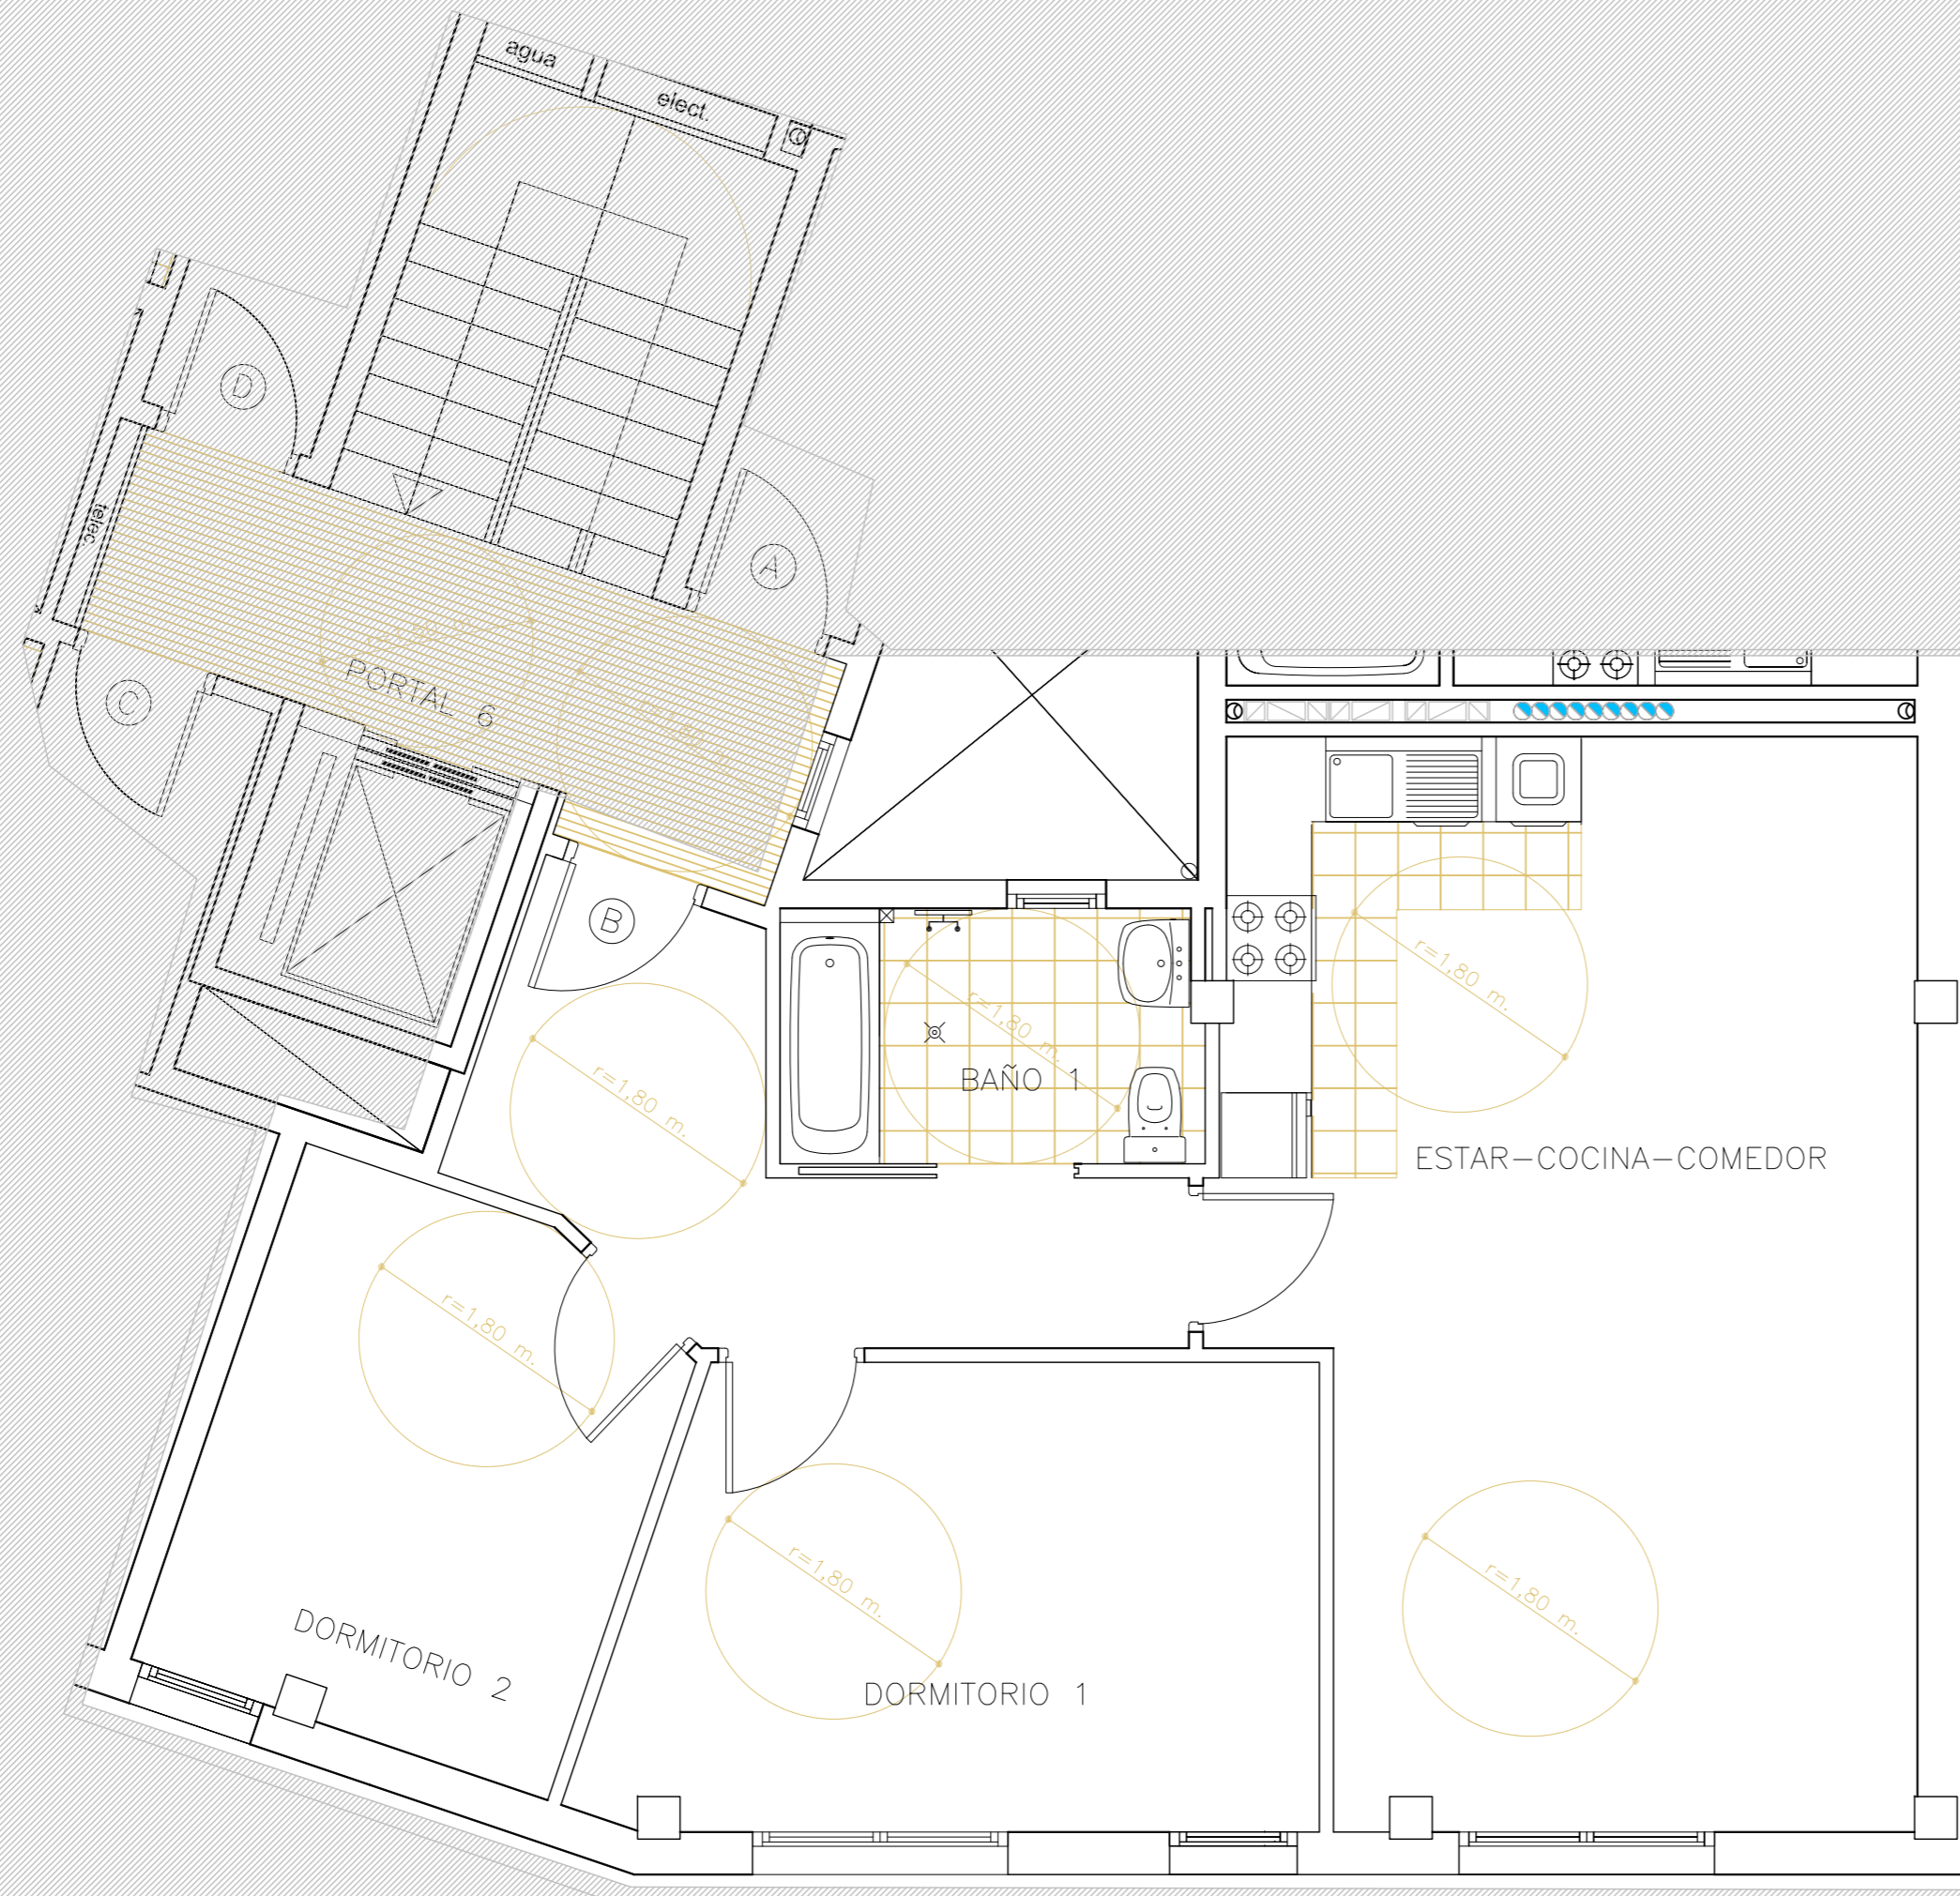 agua
elect.
D
A
telec.
PORTAL 6
C
B
r=1,80 m.
r=1,80 m.
BAÑO 1
r=1,80 m.
ESTAR-COCINA-COMEDOR
r=1,80 m.
r=1,80 m.
r=1,80 m.
DORMITORIO 2
DORMITORIO 1